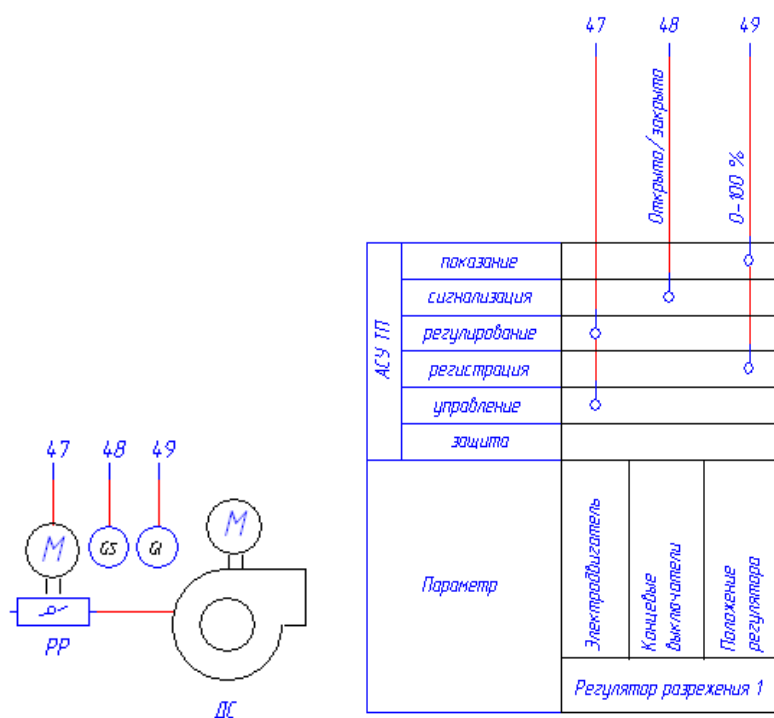 47 48 49
Открыто/закрыто
0-100 %
АСУ ТП
показание
сигнализация
регулирование
регистрация
управление
защита
Параметр
Электродвигатель
Концевые
выключатели
Положение
регулятора
Регулятор разрежения 1
47 48 49
M
GS
GI
M
РР
ДС